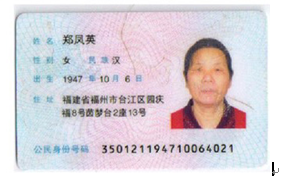 姓名 郑凤英
性别 女 民族 汉
出生 1947 年 10 月 6 日
住址 福建省福州市台江区
8号 2座13号
公民身份号码 350121194710064021